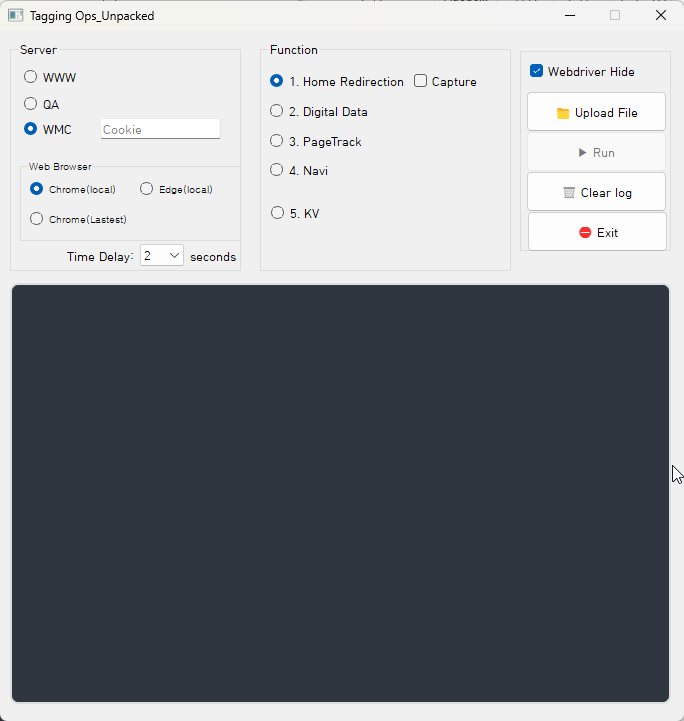 Tagging Ops_Unpacked
Server
WWW
QA
WMC
Cookie
Web Browser
Chrome(local)
Edge(local)
Chrome(Lastest)
Time Delay:
2
seconds
Function
1. Home Redirection
Capture
2. Digital Data
3. PageTrack
4. Navi
5. KV
Webdriver Hide
Upload File
Run
Clear log
Exit